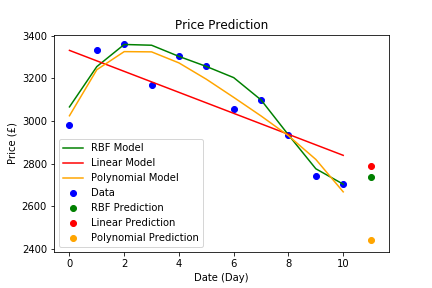 Price Prediction
3400
3200
3000
2800
2600
2400
Price (£)
RBF Model
Linear Model
Polynomial Model
Data
RBF Prediction
Linear Prediction
Polynomial Prediction
0
2
4
6
8
10
Date (Day)